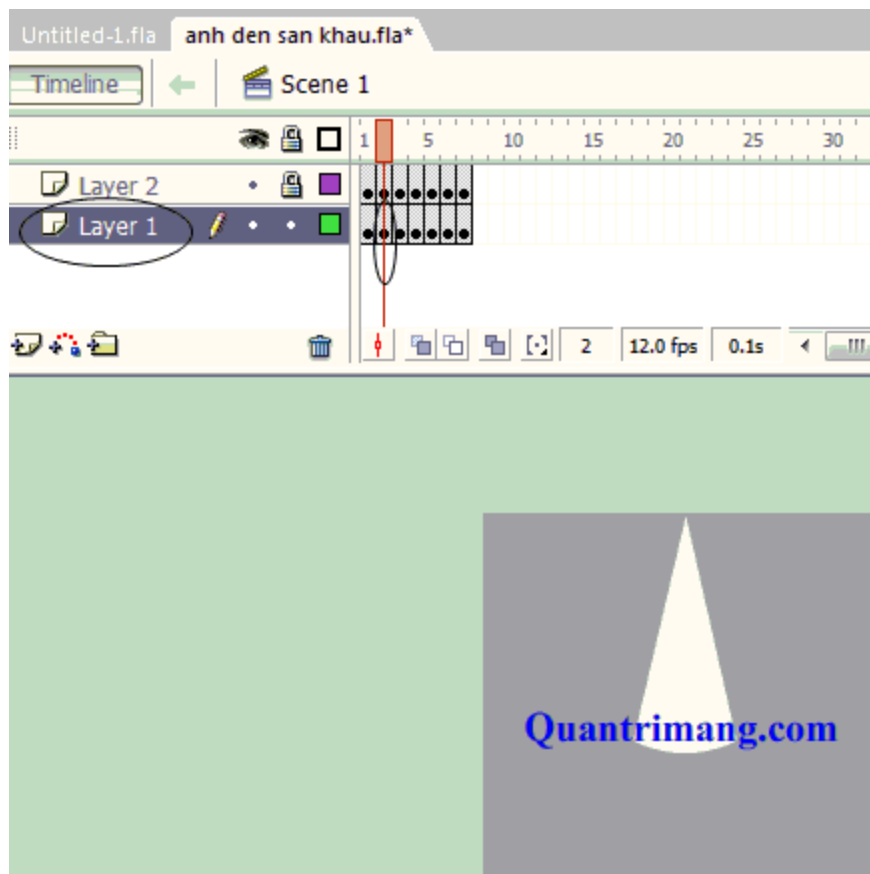 Untitled-1.fla anh den san khau.fla*
Timeline Scene 1
1 5 10 15 20 25 30
Layer 2
Layer 1
2 12.0 fps 0.1s
Quantrimang.com